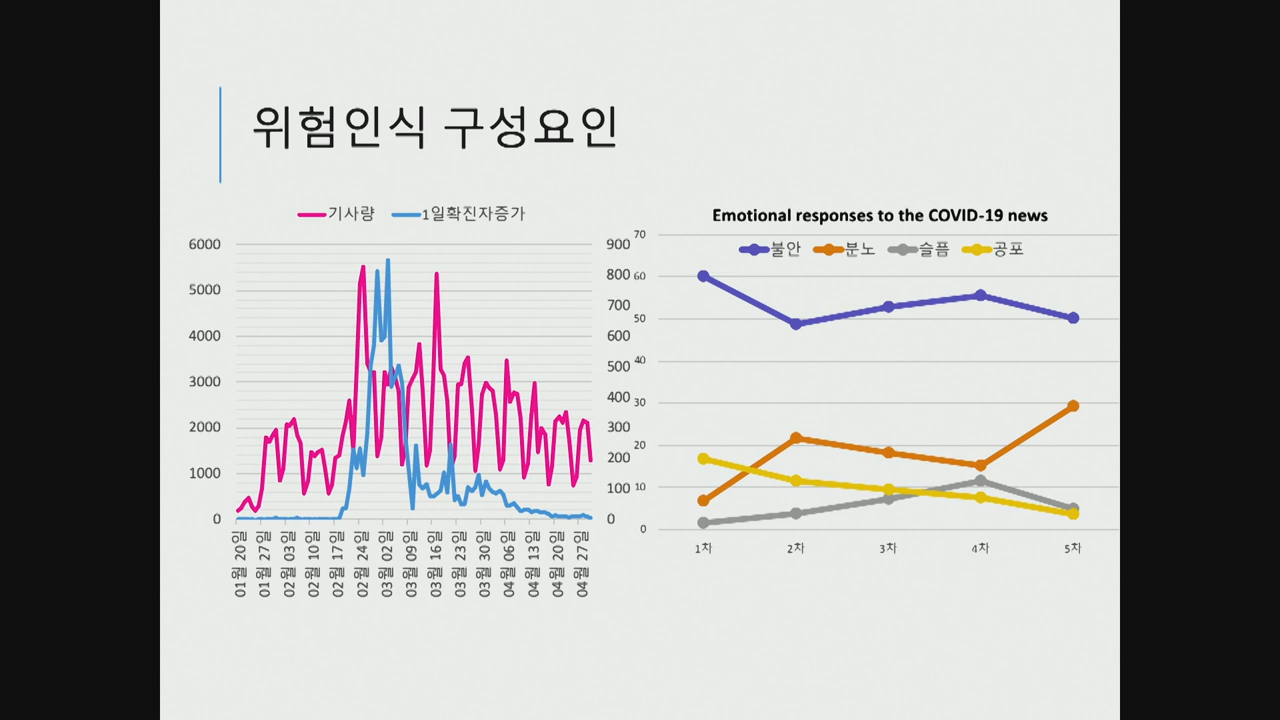 위험인식 구성요인
기사량 1일확진자증가
6000
5000
4000
3000
2000
1000
0
900
800
700
600
500
400
300
200
100
0
01월 20일
01월 27일
02월 03일
02월 10일
02월 17일
02월 24일
03월 02일
03월 09일
03월 16일
03월 23일
03월 30일
04월 06일
04월 13일
04월 20일
04월 27일
Emotional responses to the COVID-19 news
불안 분노 슬픔 공포
70
60
50
40
30
20
10
0
1차 2차 3차 4차 5차